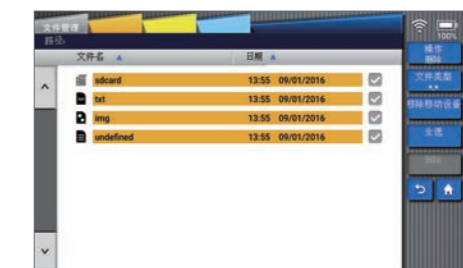 文件管理
路径:
文件名 ▲ 日期 ▲
sdcard 13:55 09/01/2016
txt 13:55 09/01/2016
img 13:55 09/01/2016
undefined 13:55 09/01/2016
100%
操作
删除
文件类型
*.*
移除移动设备
全选
删除